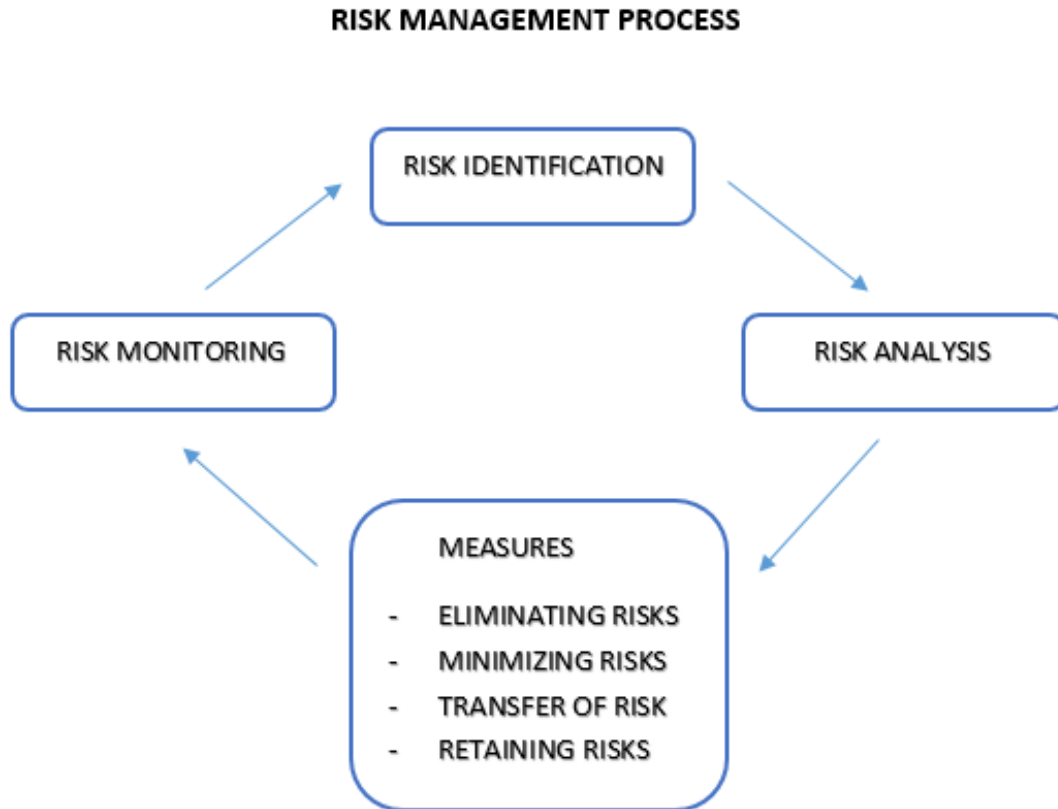 RISK MANAGEMENT PROCESS
RISK IDENTIFICATION
RISK MONITORING
RISK ANALYSIS
MEASURES
- ELIMINATING RISKS
- MINIMIZING RISKS
- TRANSFER OF RISK
- RETAINING RISKS